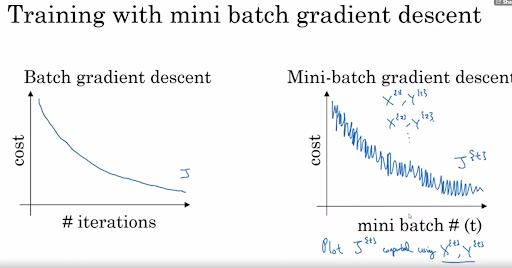 Training with mini batch gradient descent
Batch gradient descent
cost
J
# iterations
Mini-batch gradient descent
X^{1}, Y^{1}
X^{2}, Y^{2}
⋮
cost
J^{t}
mini batch # (t)
Plot J^{t} computed using X^{t}, Y^{t}